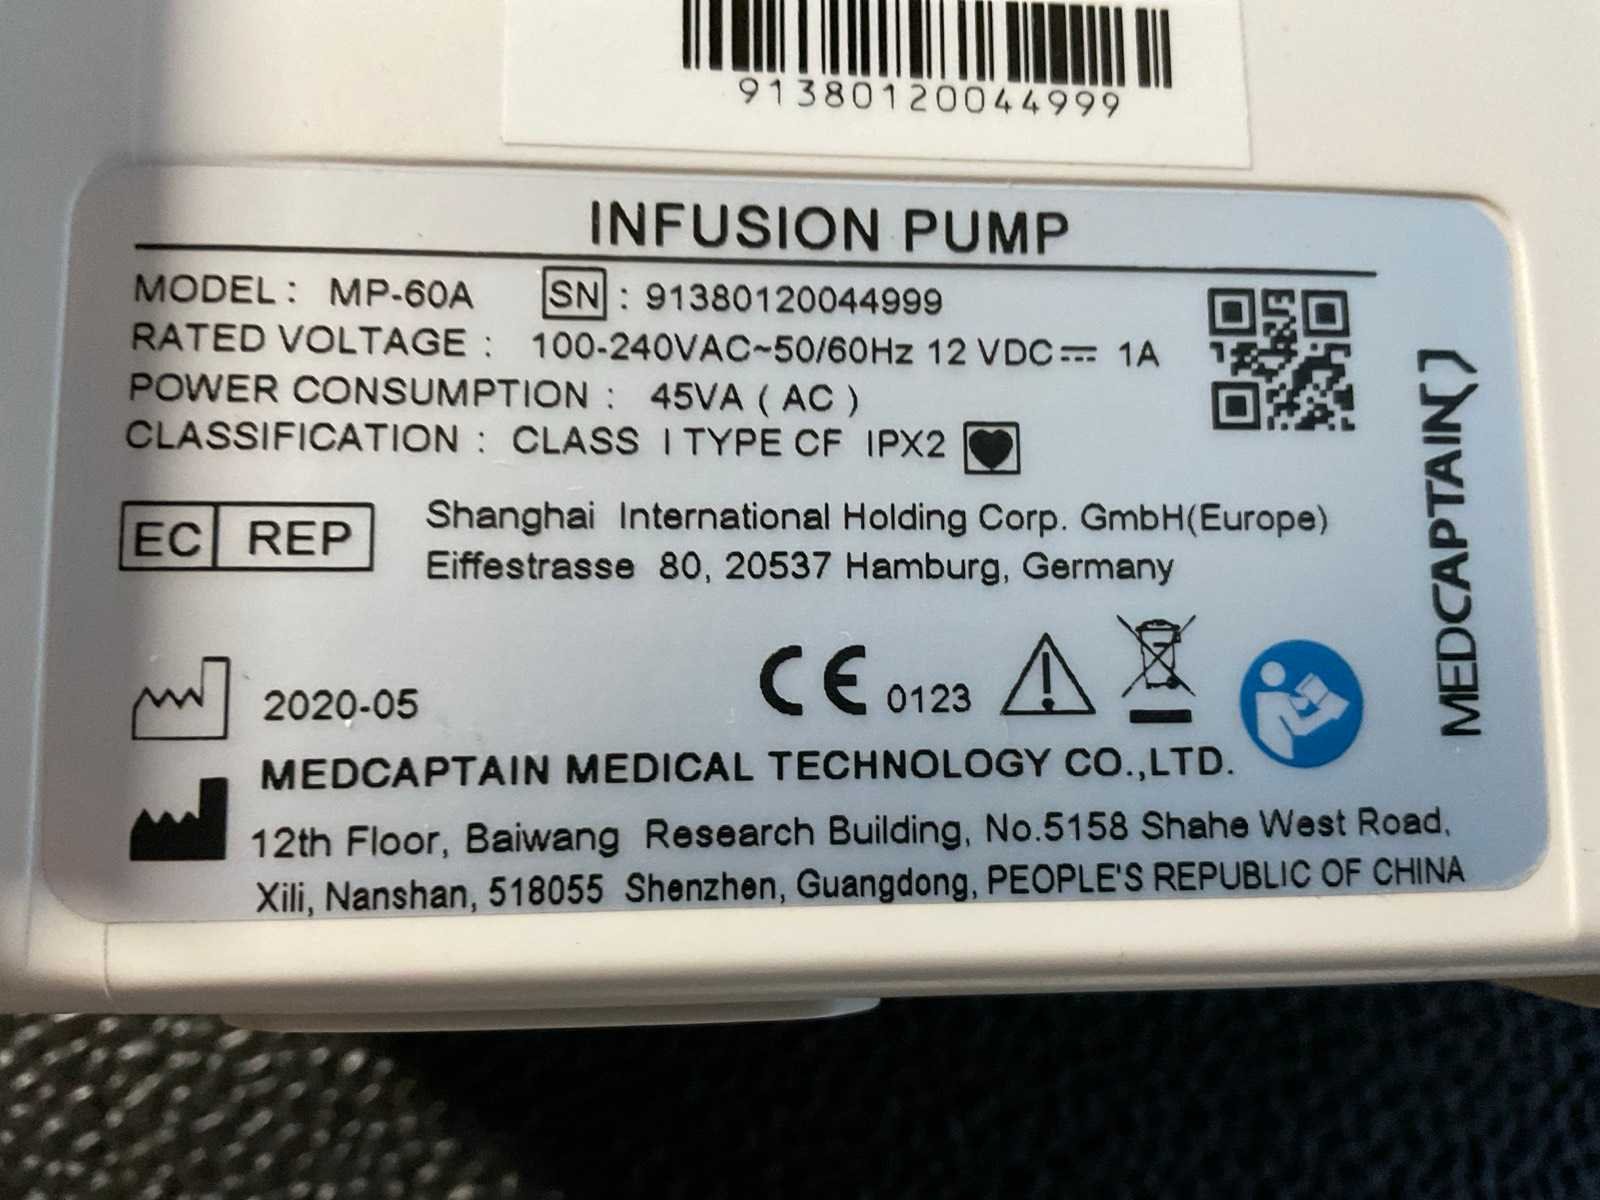 91380120044999
INFUSION PUMP
MODEL : MP-60A SN : 91380120044999
RATED VOLTAGE : 100-240VAC~50/60Hz 12 VDC⎓ 1A
POWER CONSUMPTION : 45VA ( AC )
CLASSIFICATION : CLASS I TYPE CF IPX2
EC REP Shanghai International Holding Corp. GmbH(Europe)
Eiffestrasse 80, 20537 Hamburg, Germany
2020-05 CE 0123
MEDCAPTAIN MEDICAL TECHNOLOGY CO.,LTD.
12th Floor, Baiwang Research Building, No.5158 Shahe West Road,
Xili, Nanshan, 518055 Shenzhen, Guangdong, PEOPLE'S REPUBLIC OF CHINA
MEDCAPTAIN